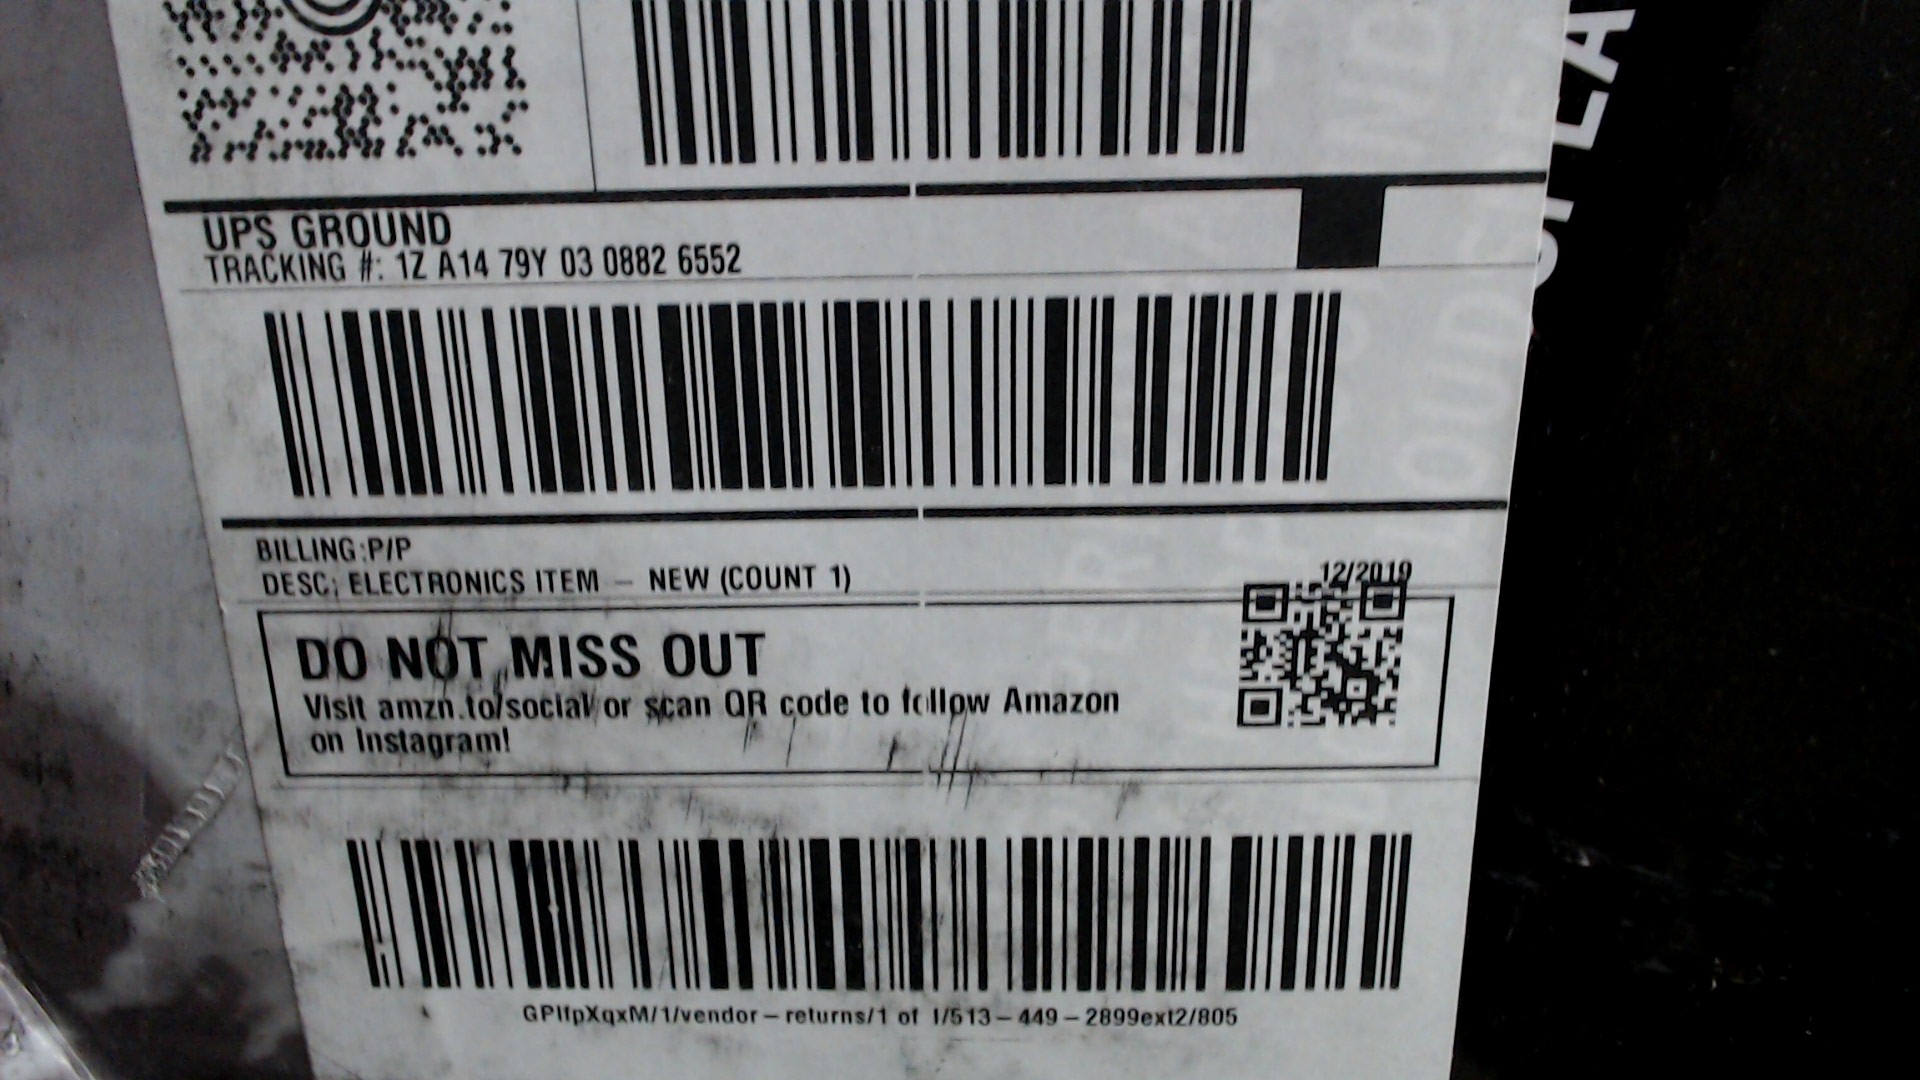 UPS GROUND
TRACKING #: 1Z A14 79Y 03 0882 6552
BILLING:P/P
DESC: ELECTRONICS ITEM — NEW (COUNT 1)
12/2019
DO NOT MISS OUT
Visit amzn.to/social or scan QR code to follow Amazon
on Instagram!
GPIfpXqxM/1/vendor-returns/1 of 1/513-449-2899ext2/805